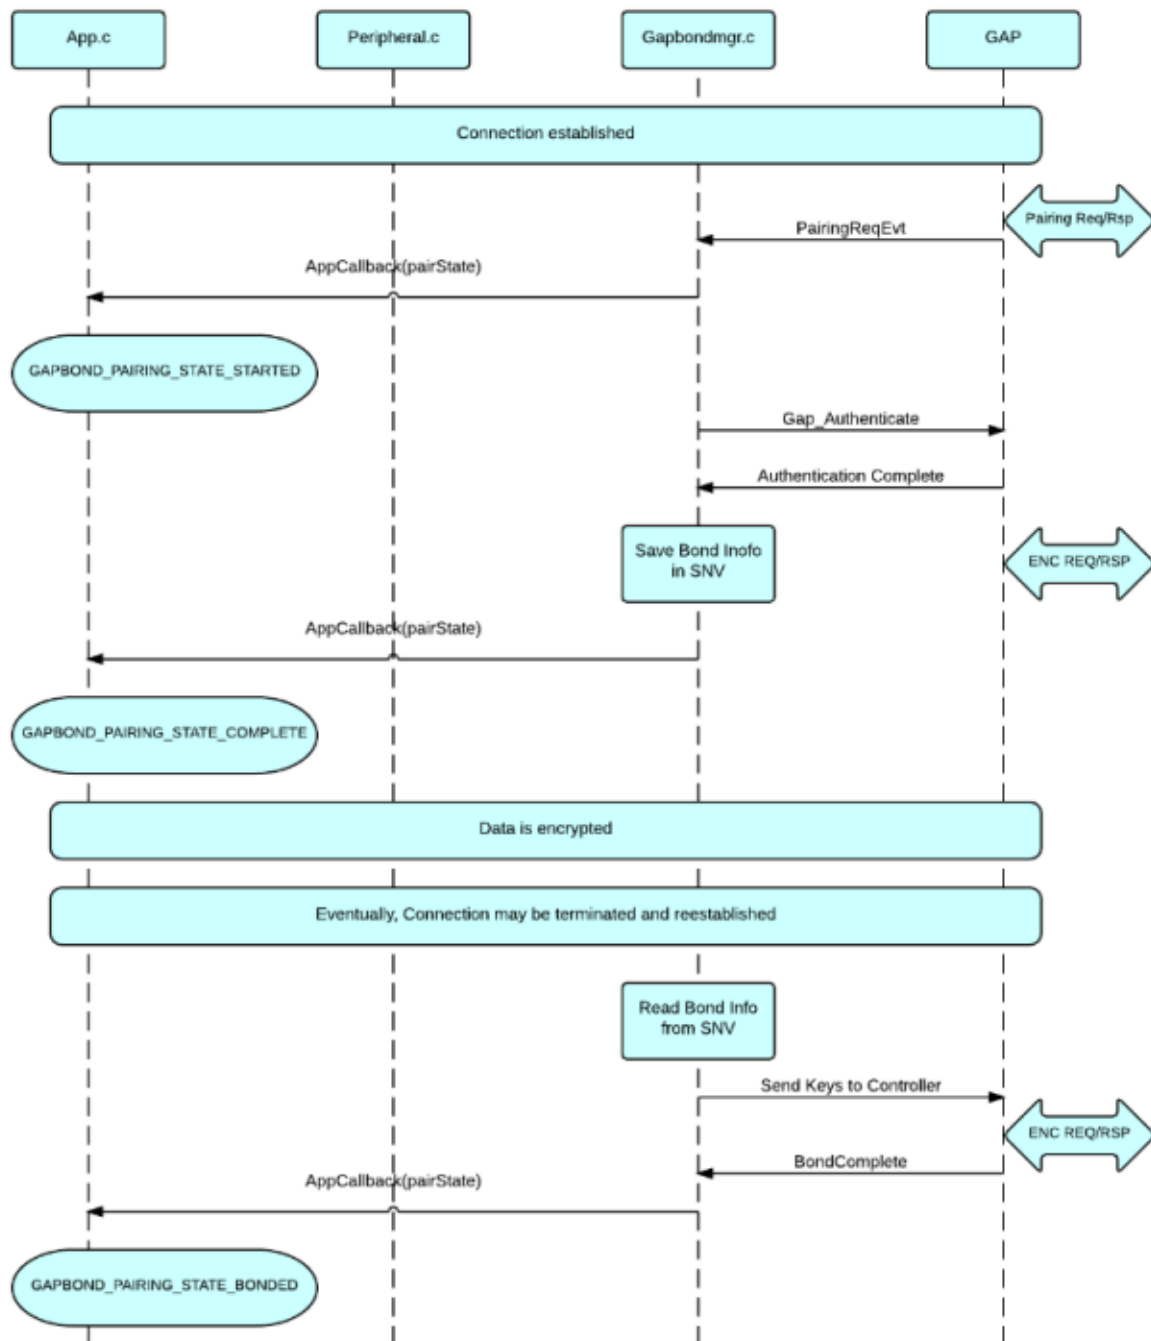 App.c
Peripheral.c
Gapbondmgr.c
GAP
Connection established
Pairing Req/Rsp
PairingReqEvt
AppCallback(pairState)
GAPBOND_PAIRING_STATE_STARTED
Gap_Authenticate
Authentication Complete
Save Bond Inofo
in SNV
ENC REQ/RSP
AppCallback(pairState)
GAPBOND_PAIRING_STATE_COMPLETE
Data is encrypted
Eventually, Connection may be terminated and reestablished
Read Bond Info
from SNV
Send Keys to Controller
ENC REQ/RSP
BondComplete
AppCallback(pairState)
GAPBOND_PAIRING_STATE_BONDED